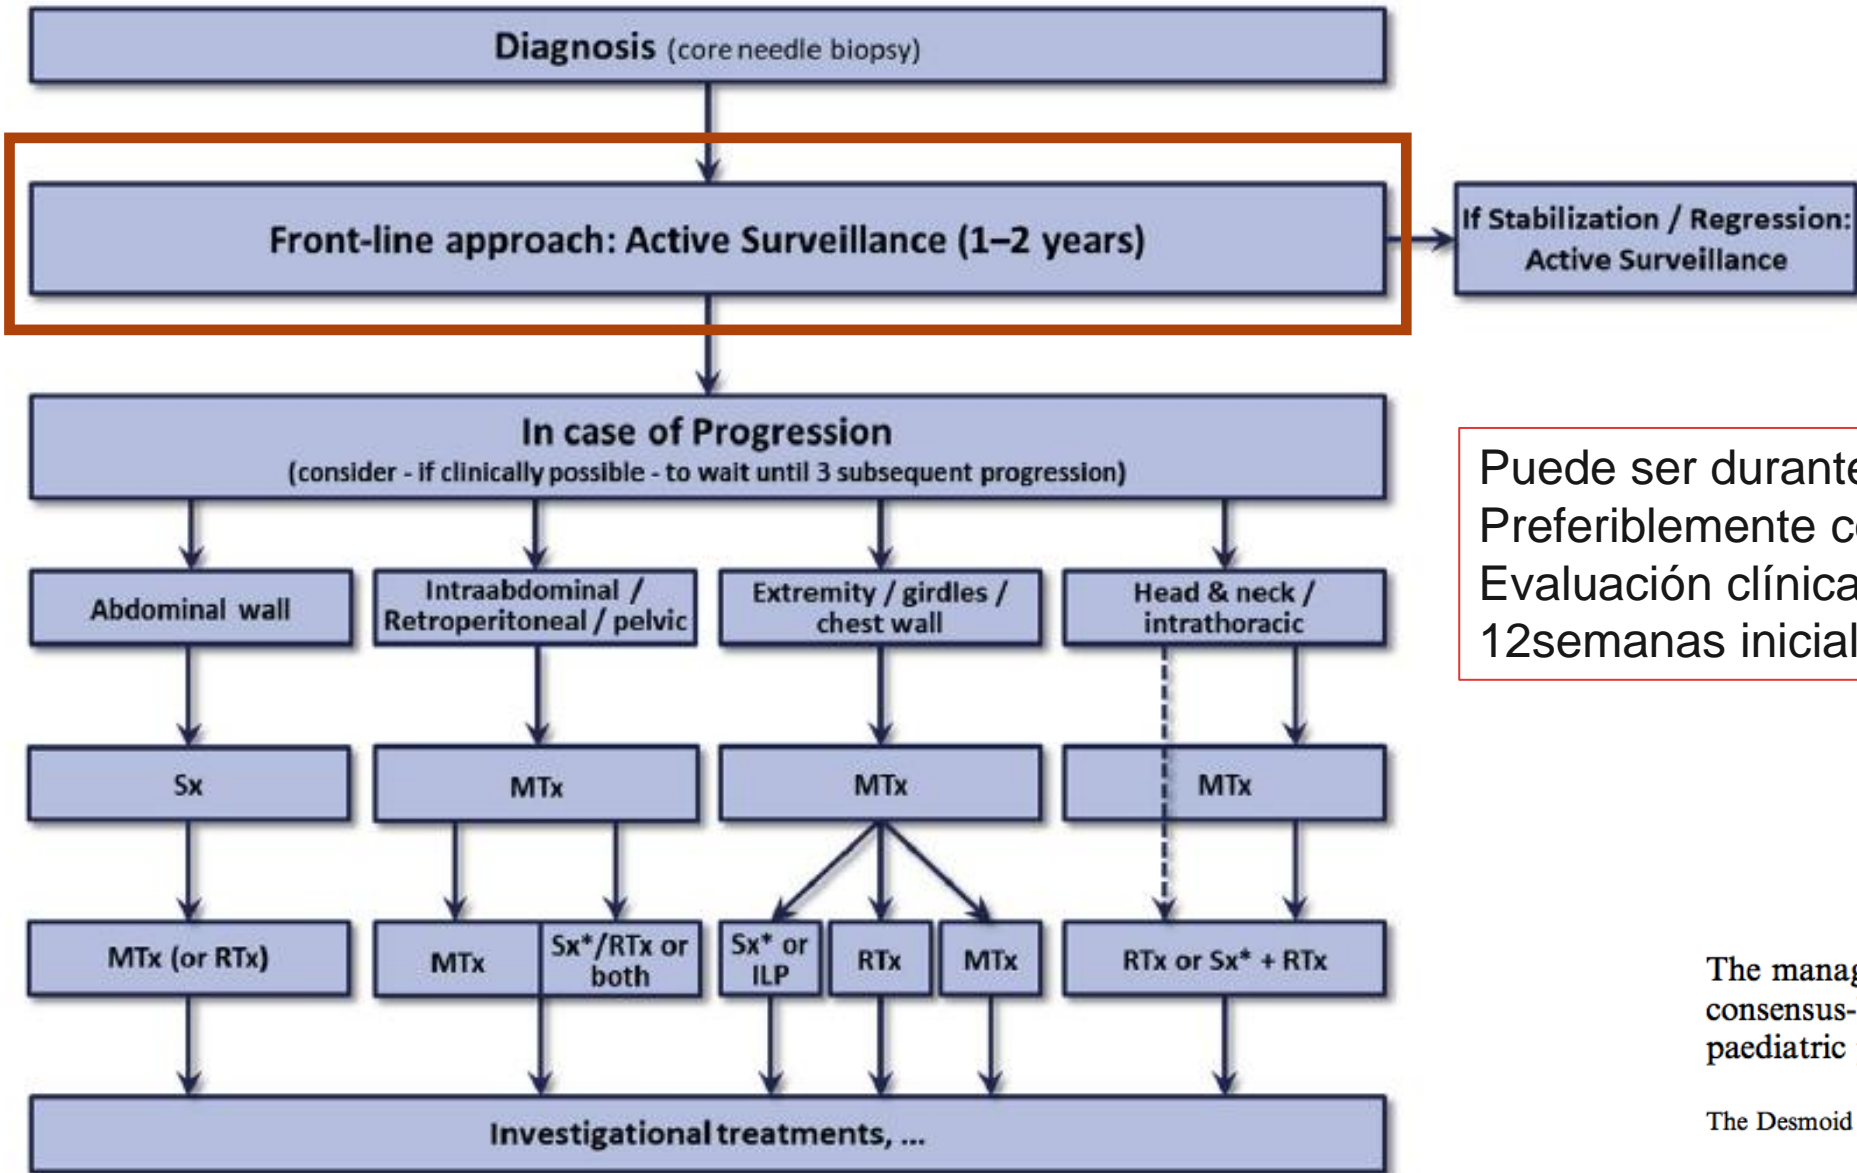 Diagnosis (core needle biopsy)
Front-line approach: Active Surveillance (1–2 years)
If Stabilization / Regression:
Active Surveillance
In case of Progression
(consider - if clinically possible - to wait until 3 subsequent progression)
Puede ser durante
Preferiblemente
Evaluación clínica
12semanas
Abdominal wall
Intraabdominal /
Retroperitoneal / pelvic
Extremity / girdles /
chest wall
Head & neck /
intrathoracic
Sx
MTx
MTx
MTx
MTx (or RTx)
MTx
Sx*/RTx or
both
Sx* or
ILP
RTx
MTx
RTx or Sx* + RTx
Investigational treatments, ...
The
consensus-
paediatric
The Desmoid